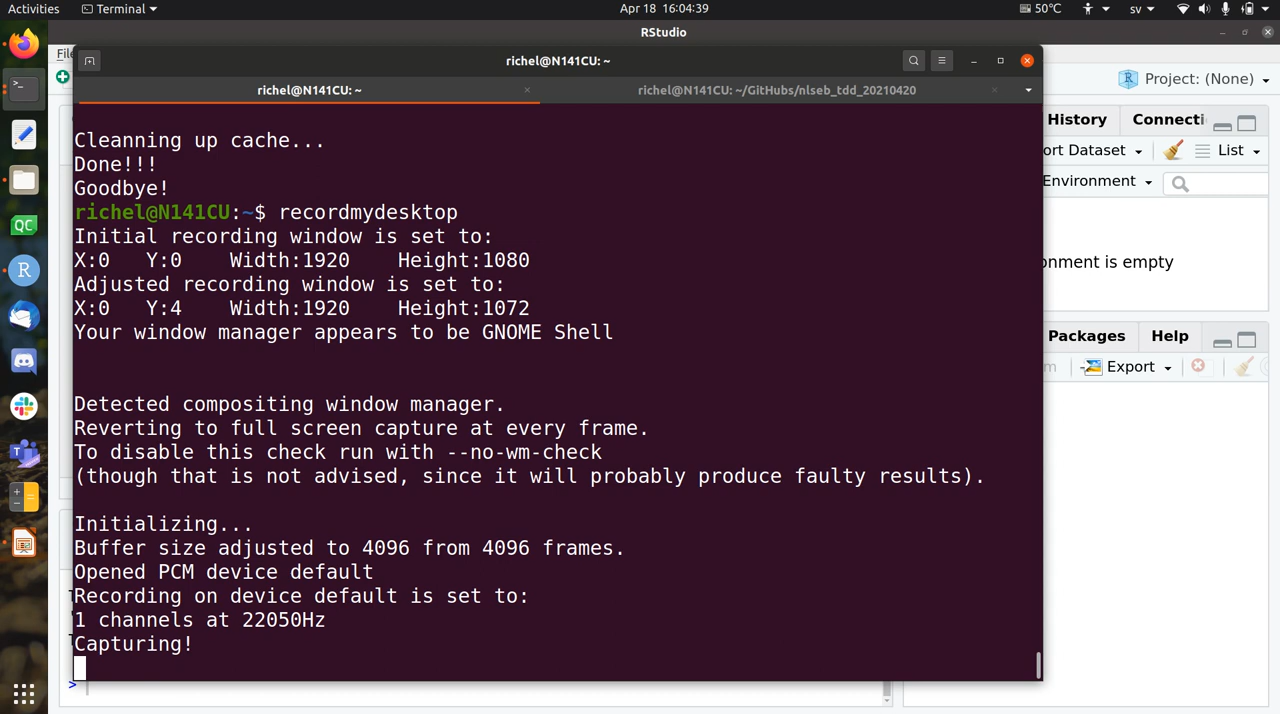 Activities Terminal Apr 18 16:04:39 50°C sv
RStudio
File
richel@N141CU: ~
richel@N141CU: ~ × richel@N141CU: ~/GitHubs/nlseb_tdd_20210420 ×
Project: (None)
History
Export Dataset List
Environment
Packages Help
Export
Cleanning up cache...
Done!!!
Goodbye!
richel@N141CU:~$ recordmydesktop
Initial recording window is set to:
X:0 Y:0 Width:1920 Height:1080
Adjusted recording window is set to:
X:0 Y:4 Width:1920 Height:1072
Your window manager appears to be GNOME Shell
Detected compositing window manager.
Reverting to full screen capture at every frame.
To disable this check run with --no-wm-check
(though that is not advised, since it will probably produce faulty results).
Initializing...
Buffer size adjusted to 4096 from 4096 frames.
Opened PCM device default
Recording on device default is set to:
1 channels at 22050Hz
Capturing!
is empty
QC
R
>